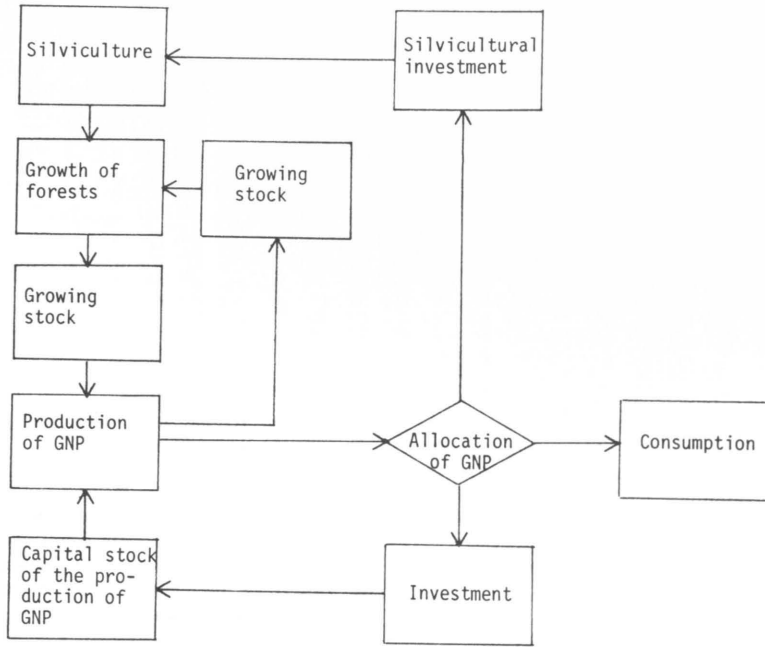 Silviculture
Silvicultural
investment
Growth of
forests
Growing
stock
Growing
stock
Production
of GNP
Allocation
of GNP
Consumption
Capital stock
of the pro-
duction of
GNP
Investment